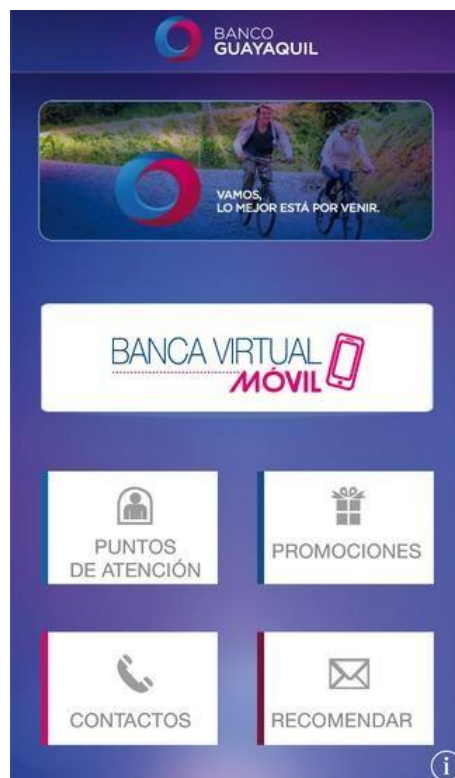 BANCO
GUAYAQUIL
VAMOS,
LO MEJOR ESTÁ POR VENIR.
BANCA VIRTUAL
MÓVIL
PUNTOS
DE ATENCIÓN
PROMOCIONES
CONTACTOS
RECOMENDAR
i